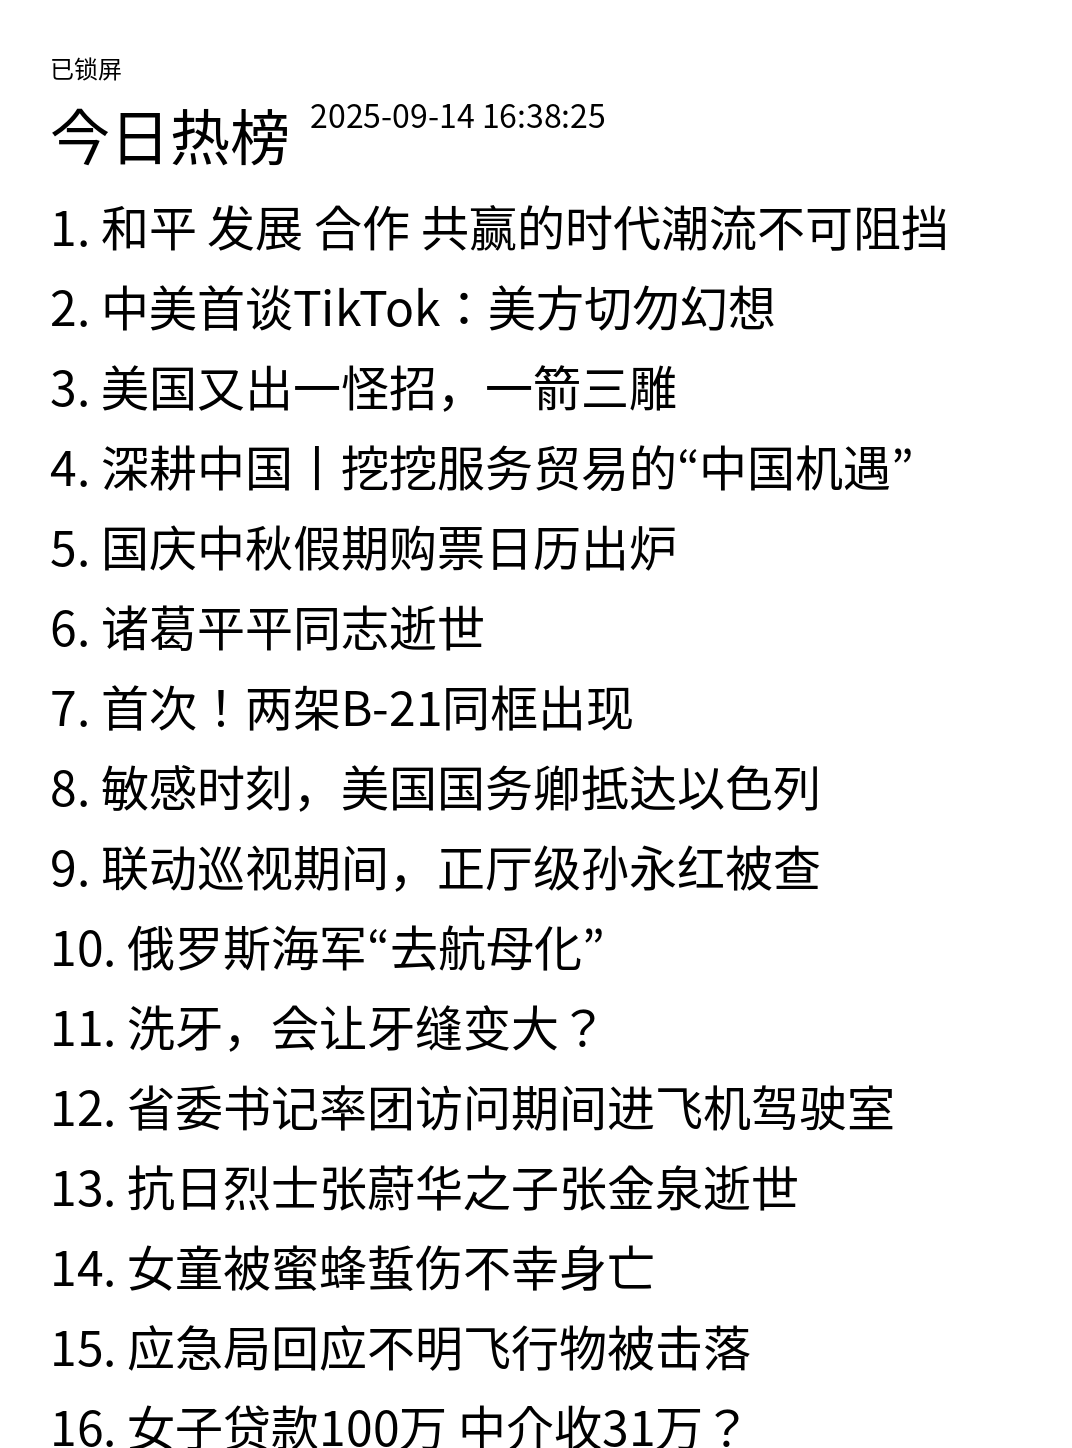 已锁屏
今日热榜 2025-09-14 16:38:25
1. 和平 发展 合作 共赢的时代潮流不可阻挡
2. 中美首谈TikTok：美方切勿幻想
3. 美国又出一怪招，一箭三雕
4. 深耕中国丨挖挖服务贸易的“中国机遇”
5. 国庆中秋假期购票日历出炉
6. 诸葛平平同志逝世
7. 首次！两架B-21同框出现
8. 敏感时刻，美国国务卿抵达以色列
9. 联动巡视期间，正厅级孙永红被查
10. 俄罗斯海军“去航母化”
11. 洗牙，会让牙缝变大？
12. 省委书记率团访问期间进飞机驾驶室
13. 抗日烈士张蔚华之子张金泉逝世
14. 女童被蜜蜂蜇伤不幸身亡
15. 应急局回应不明飞行物被击落
16. 女子贷款100万 中介收31万？